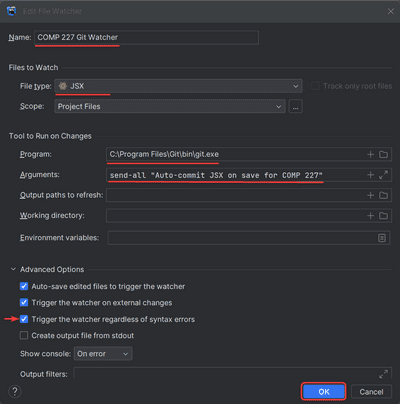 Edit File Watcher
Name: COMP 227 Git Watcher
Files to Watch
File type: JSX Track only root files
Scope: Project Files ...
Tool to Run on Changes
Program: C:\Program Files\Git\bin\git.exe
Arguments: send-all "Auto-commit JSX on save for COMP 227"
Output paths to refresh:
Working directory:
Environment variables:
Advanced Options
Auto-save edited files to trigger the watcher
Trigger the watcher on external changes
Trigger the watcher regardless of syntax errors
Create output file from stdout
Show console: On error
Output filters:
? OK Cancel